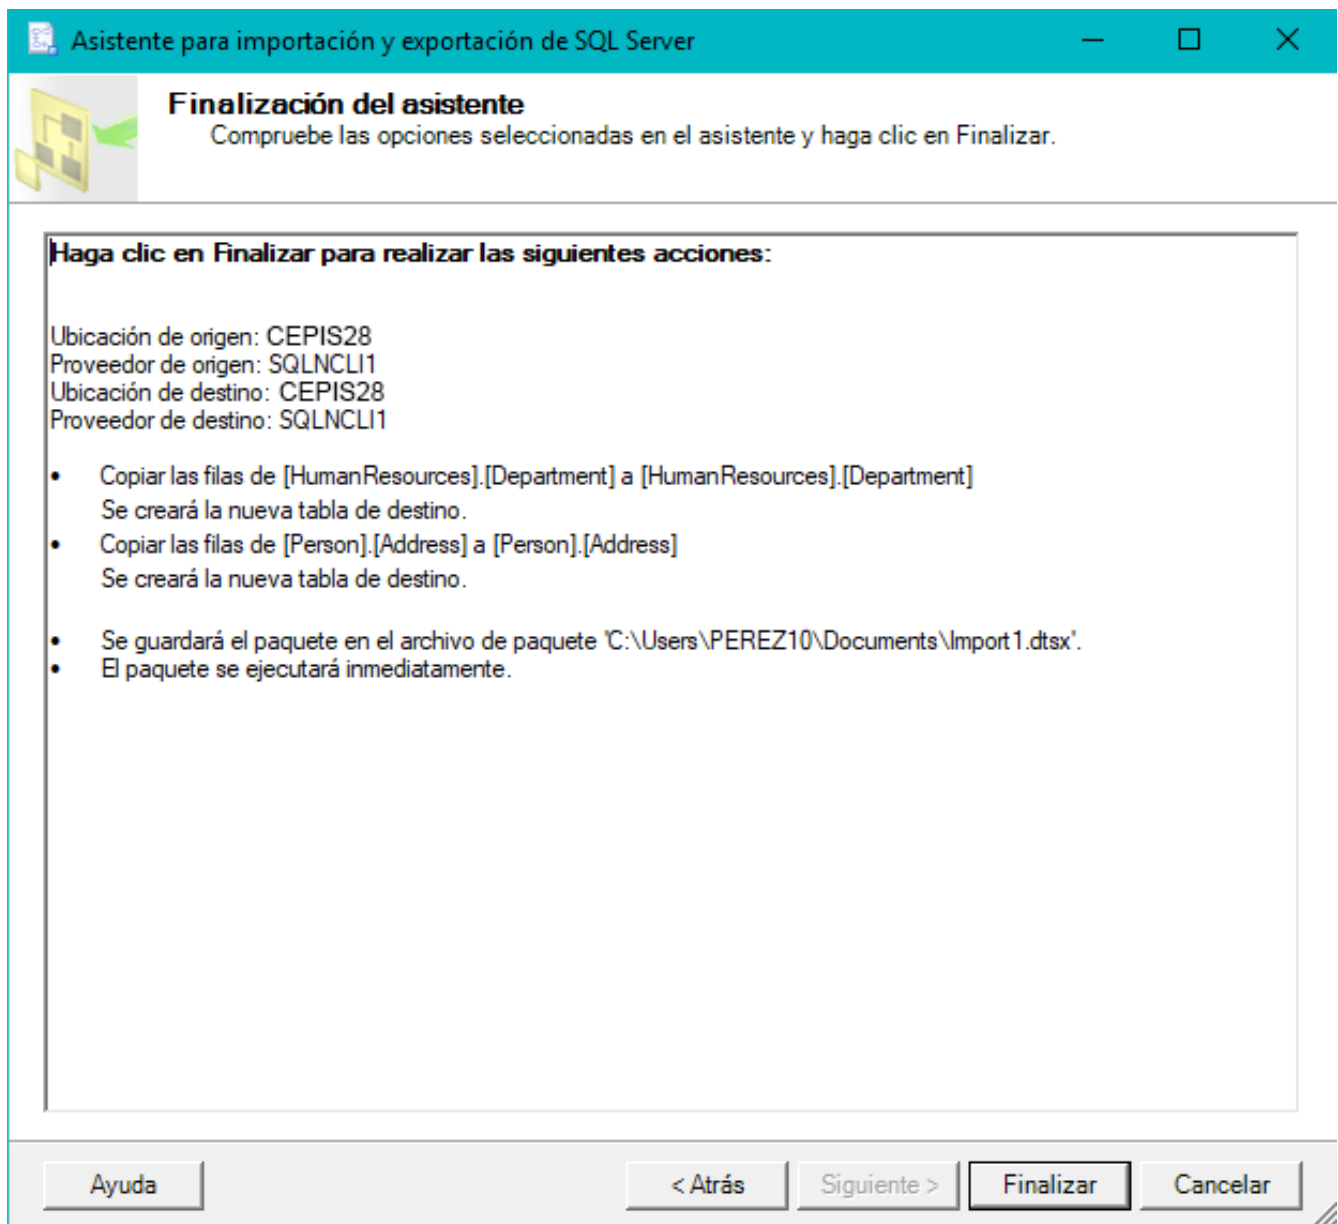 Asistente para importación y exportación de SQL Server
Finalización del asistente
Compruebe las opciones seleccionadas en el asistente y haga clic en Finalizar.
Haga clic en Finalizar para realizar las siguientes acciones:
Ubicación de origen: CEPIS28
Proveedor de origen: SQLNCLI1
Ubicación de destino: CEPIS28
Proveedor de destino: SQLNCLI1
• Copiar las filas de [HumanResources].[Department] a [HumanResources].[Department]
Se creará la nueva tabla de destino.
• Copiar las filas de [Person].[Address] a [Person].[Address]
Se creará la nueva tabla de destino.
• Se guardará el paquete en el archivo de paquete 'C:\Users\PEREZ10\Documents\Import1.dtsx'.
• El paquete se ejecutará inmediatamente.
Ayuda < Atrás Siguiente > Finalizar Cancelar